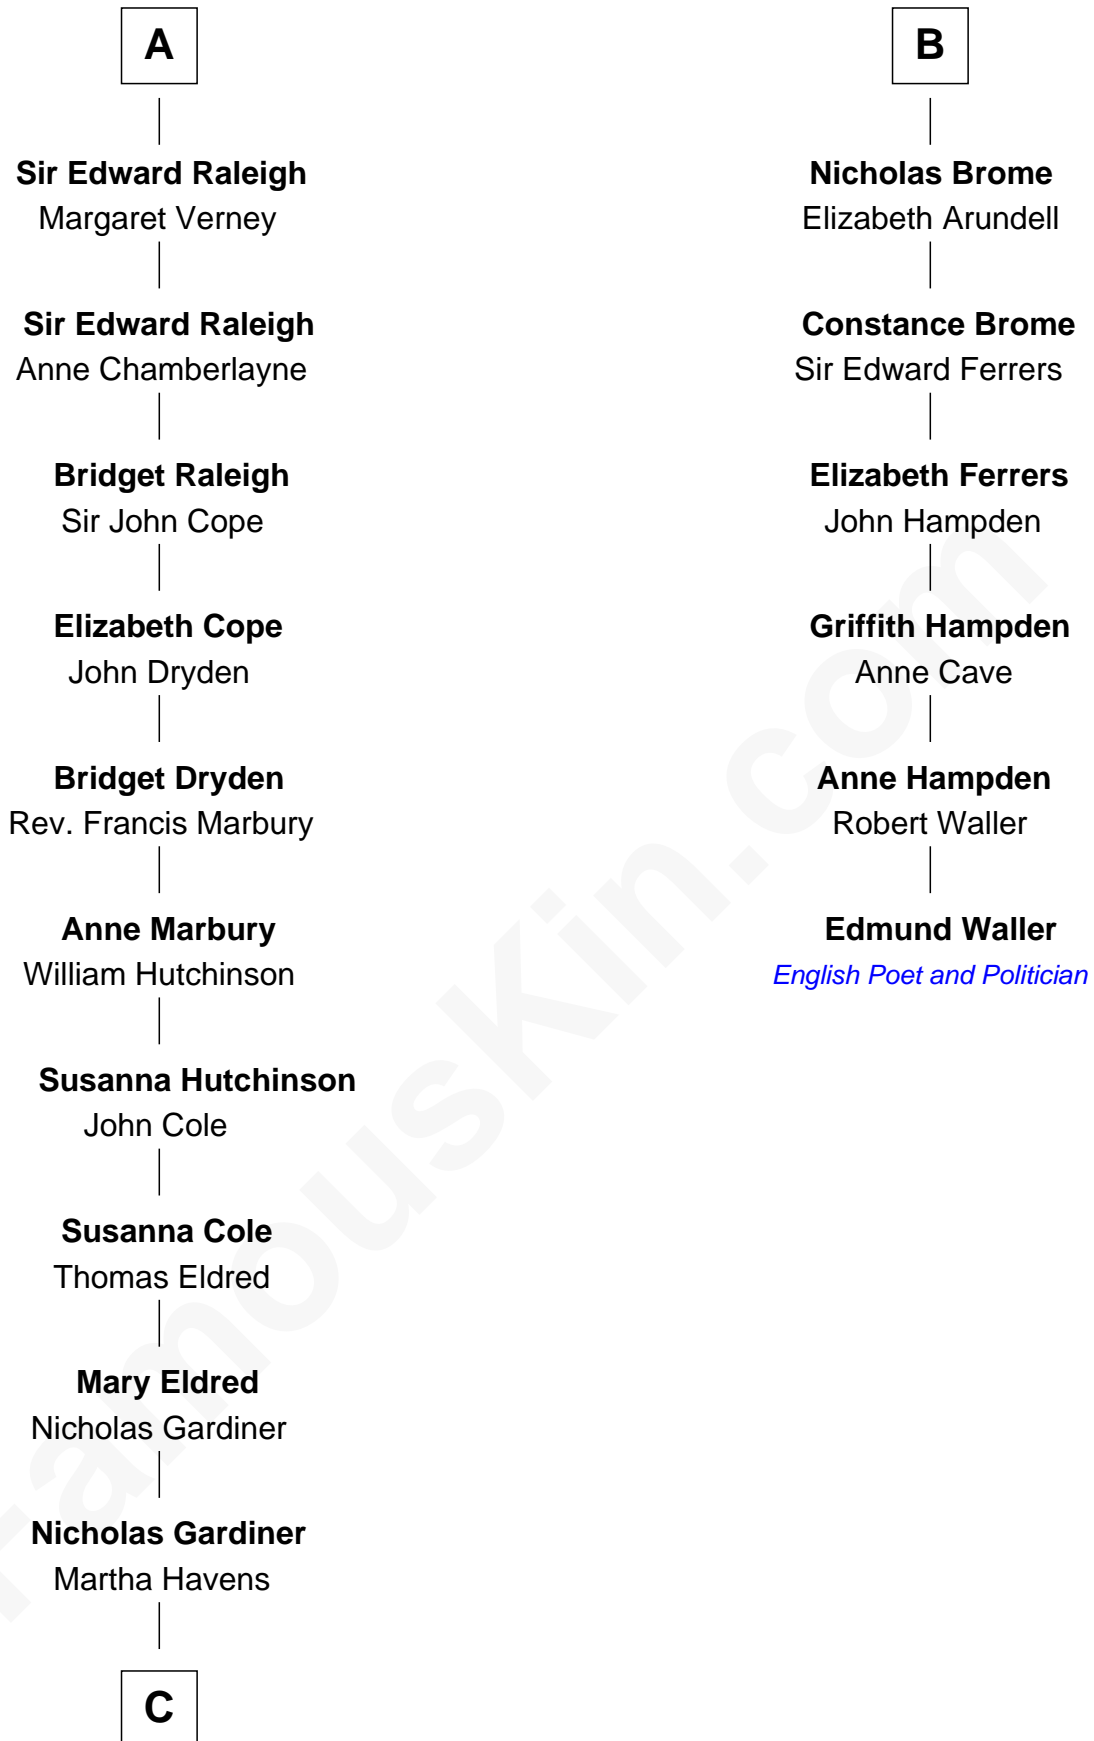 A
Sir Edward Raleigh
Margaret Verney
Sir Edward Raleigh
Anne Chamberlayne
Bridget Raleigh
Sir John Cope
Elizabeth Cope
John Dryden
Bridget Dryden
Rev. Francis Marbury
Anne Marbury
William Hutchinson
Susanna Hutchinson
John Cole
Susanna Cole
Thomas Eldred
Mary Eldred
Nicholas Gardiner
Nicholas Gardiner
Martha Havens
C
B
Nicholas Brome
Elizabeth Arundell
Constance Brome
Sir Edward Ferrers
Elizabeth Ferrers
John Hampden
Griffith Hampden
Anne Cave
Anne Hampden
Robert Waller
Edmund Waller
English Poet and Politician
FamousKin.com